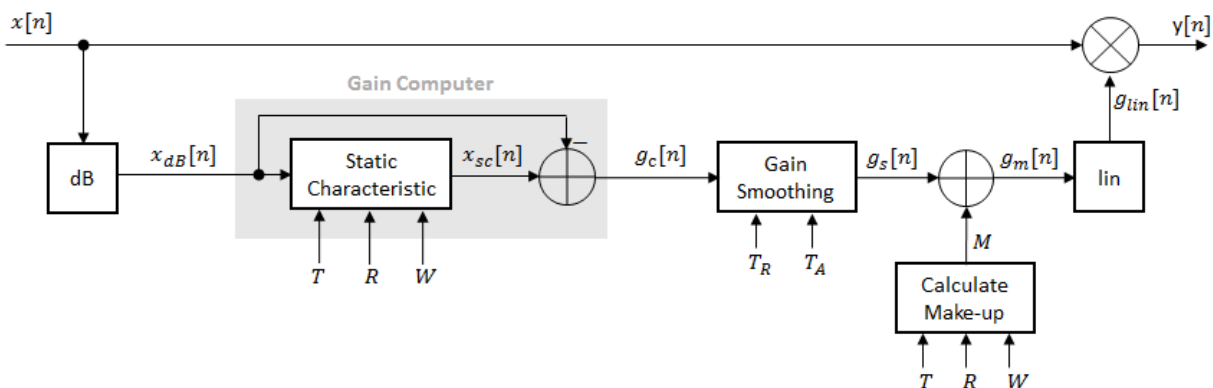 x[n]
y[n]
Gain Computer
g_lin[n]
x_dB[n]
x_sc[n]
−
g_c[n]
g_s[n]
g_m[n]
dB
Static
Characteristic
Gain
Smoothing
lin
T
R
W
T_R
T_A
M
Calculate
Make-up
T
R
W